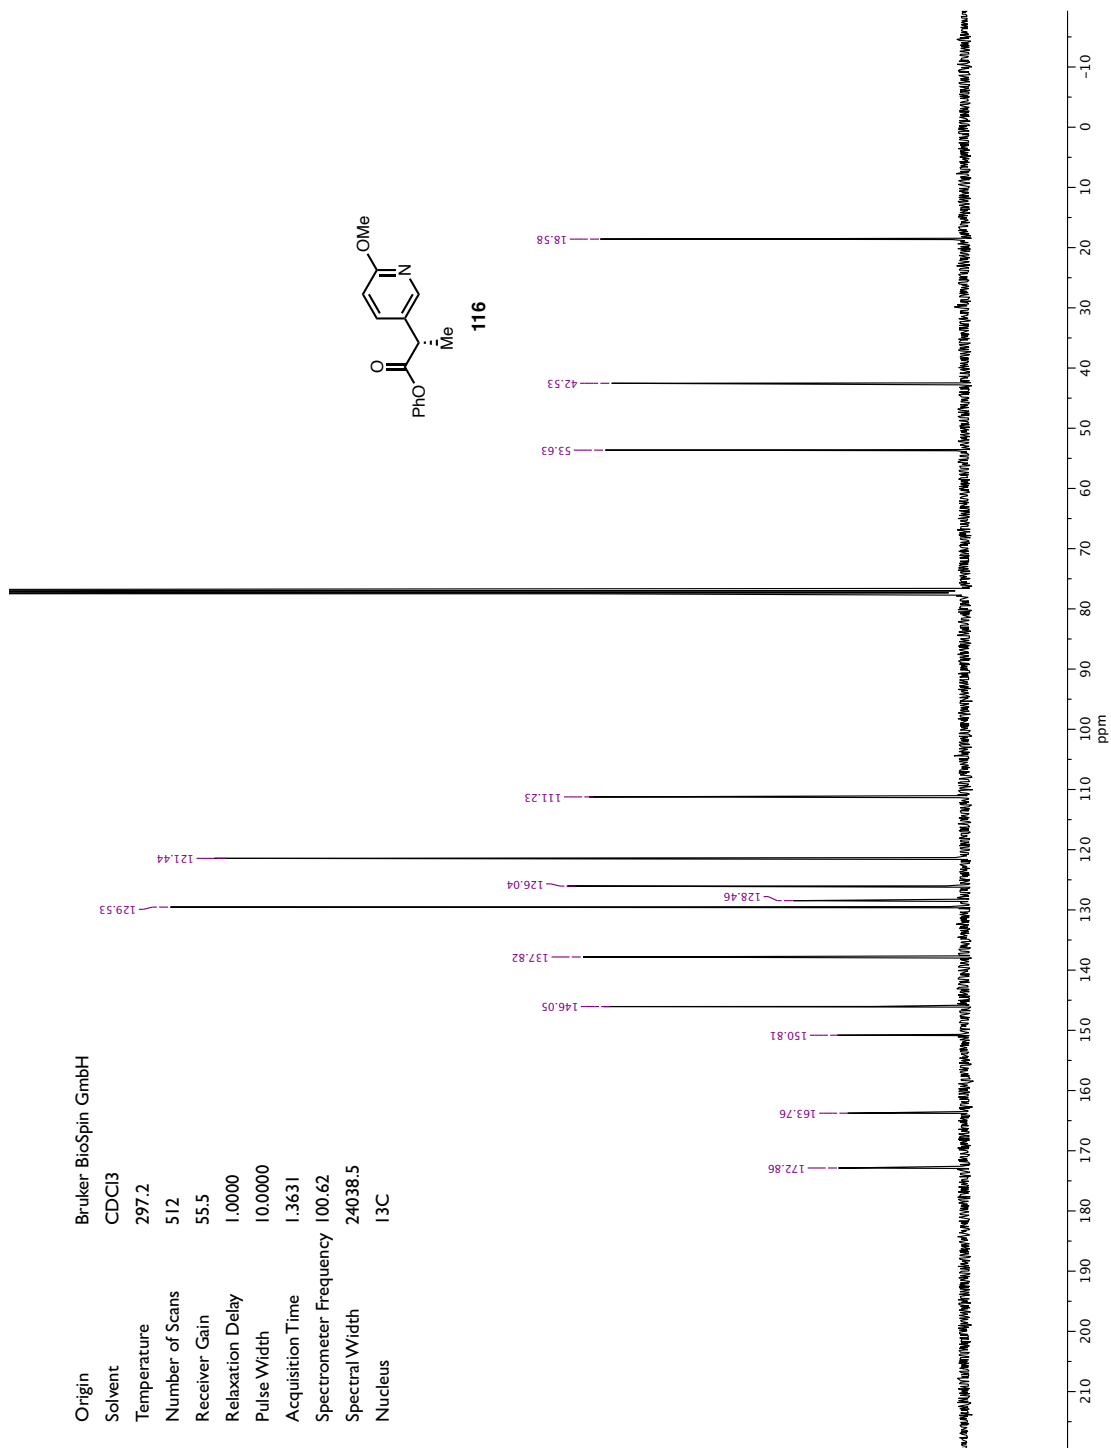 Origin Bruker BioSpin GmbH
Solvent CDCl3
Temperature 297.2
Number of Scans 512
Receiver Gain 55.5
Relaxation Delay 1.0000
Pulse Width 10.0000
Acquisition Time 1.3631
Spectrometer Frequency 100.62
Spectral Width 24038.5
Nucleus 13C
O
PhO
Me
N
OMe
116
172.86
163.76
150.81
146.05
137.82
129.53
128.46
126.04
121.44
111.23
53.63
42.53
18.58
210 200 190 180 170 160 150 140 130 120 110 100 90 80 70 60 50 40 30 20 10 0 -10
ppm